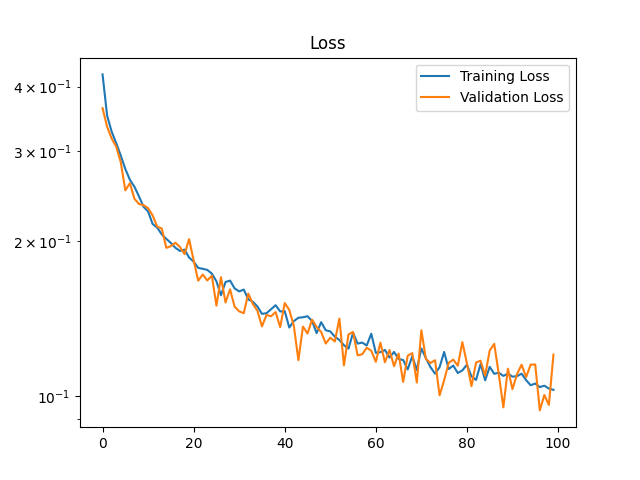 Loss
Training Loss
Validation Loss
4 × 10⁻¹
3 × 10⁻¹
2 × 10⁻¹
10⁻¹
0 20 40 60 80 100